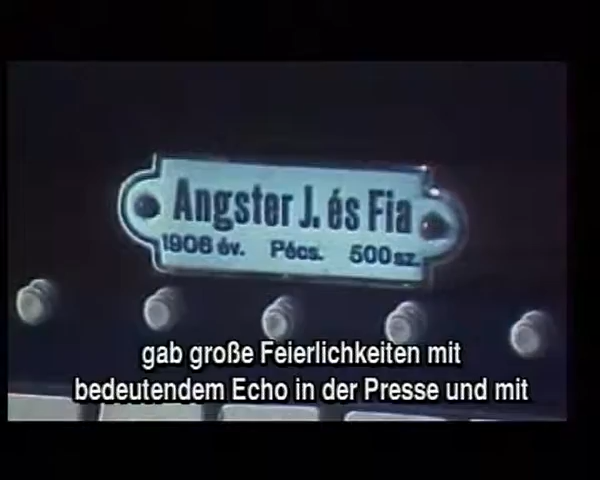 Angster J. és Fia
1906 év. Pécs. 500 sz.
gab große Feierlichkeiten mit
bedeutendem Echo in der Presse und mit